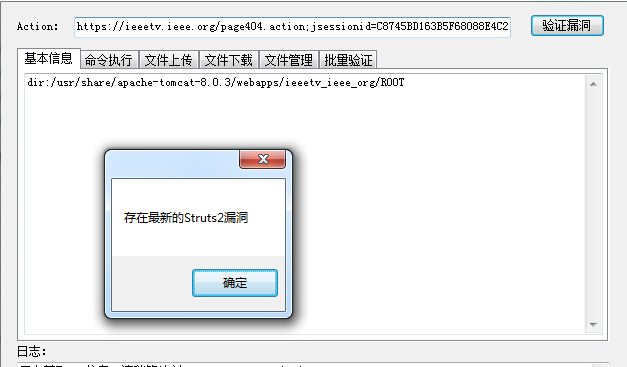 Action: https://ieeetv.ieee.org/page404.action;jsessionid=C8745BD163B5F68088E4C2 验证漏洞
基本信息 命令执行 文件上传 文件下载 文件管理 批量验证
dir:/usr/share/apache-tomcat-8.0.3/webapps/ieeetv_ieee_org/ROOT
存在最新的Struts2漏洞
确定
日志: